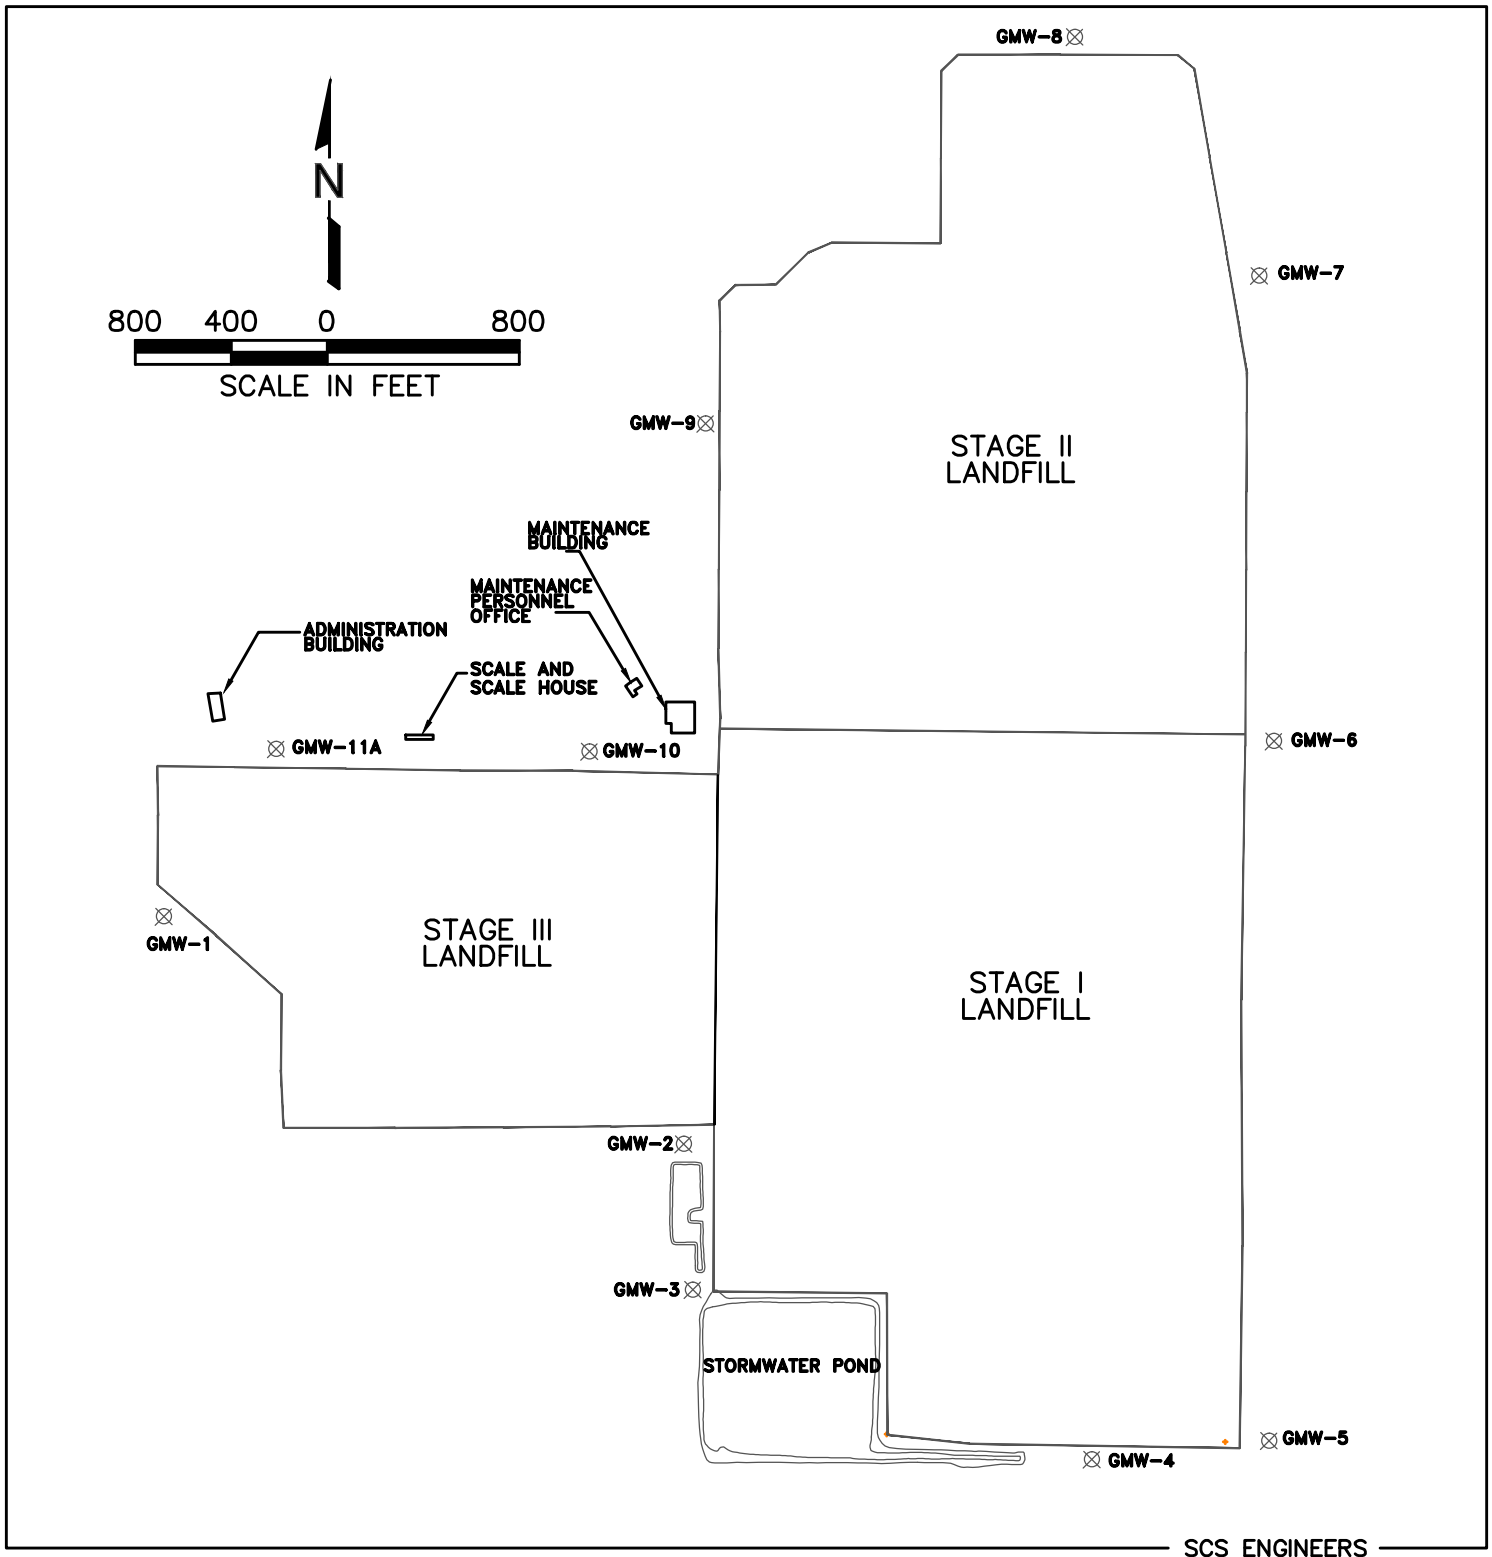 GMW-8
N
GMW-7
800 400 0 800
SCALE IN FEET
GMW-9
STAGE II
LANDFILL
MAINTENANCE
BUILDING
MAINTENANCE
PERSONNEL
OFFICE
ADMINISTRATION
BUILDING
SCALE AND
SCALE HOUSE
GMW-11A
GMW-10
GMW-6
STAGE III
LANDFILL
GMW-1
STAGE I
LANDFILL
GMW-2
GMW-3
STORMWATER POND
GMW-5
GMW-4
SCS ENGINEERS